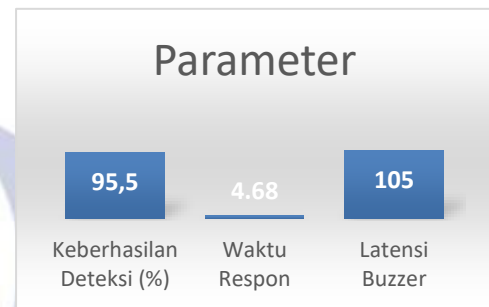 Parameter
95,5
4.68
105
Keberhasilan
Deteksi (%)
Waktu
Respon
Latensi
Buzzer